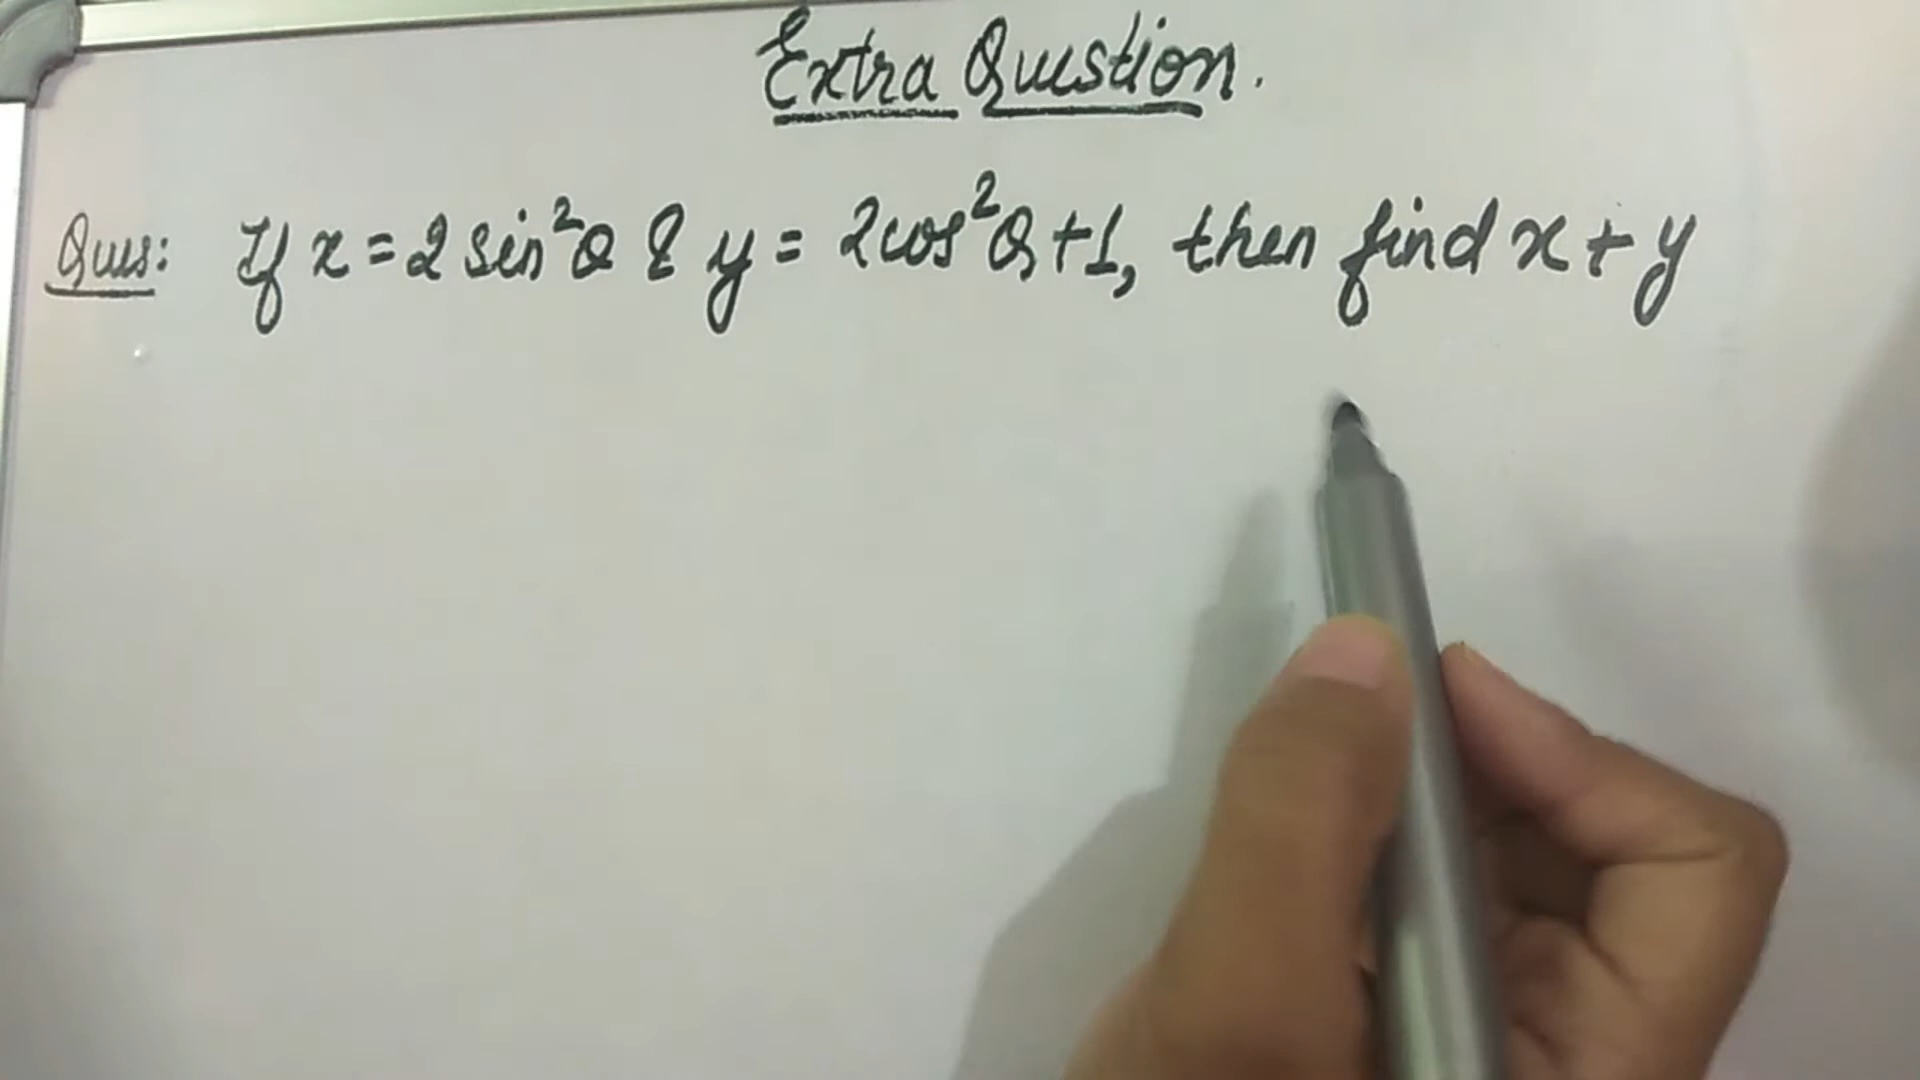 Extra Question.
Ques: If x = 2 sin²θ & y = 2cos²θ+1, then find x + y